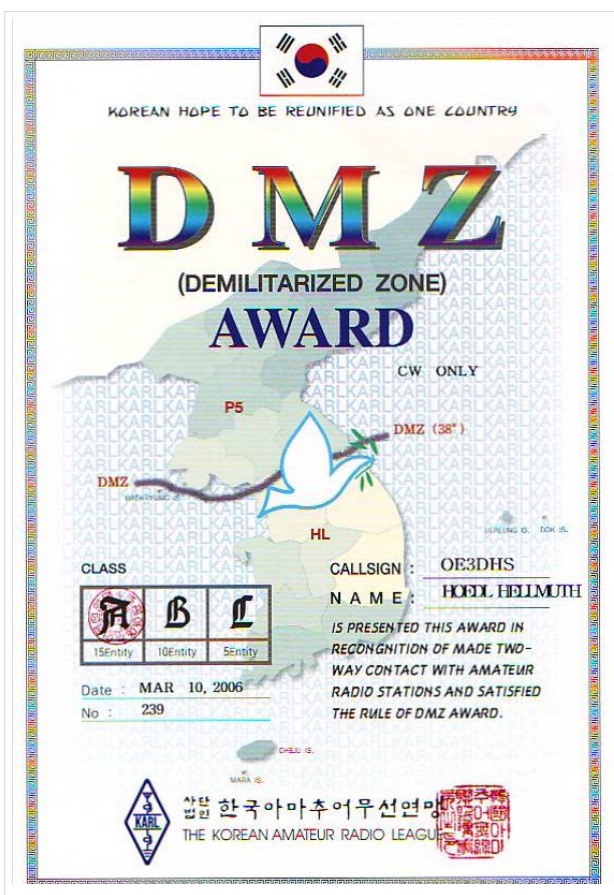 KOREAN HOPE TO BE REUNIFIED AS ONE COUNTRY
DMZ
(DEMILITARIZED ZONE)
AWARD
CW ONLY
P5
DMZ (38°)
DMZ
HL
ULRLUNG IS. DOK IS.
CLASS
A B C
15Entity 10Entity 5Entity
Date : MAR 10, 2006
No : 239
CALLSIGN : OE3DHS
NAME : HOEDL HELLMUTH
IS PRESENTED THIS AWARD IN
RECONGNITION OF MADE TWO-
WAY CONTACT WITH AMATEUR
RADIO STATIONS AND SATISFIED
THE RULE OF DMZ AWARD.
CHEJU IS.
MARA IS.
KARL
사단법인 한국아마추어무선연맹
THE KOREAN AMATEUR RADIO LEAGUE